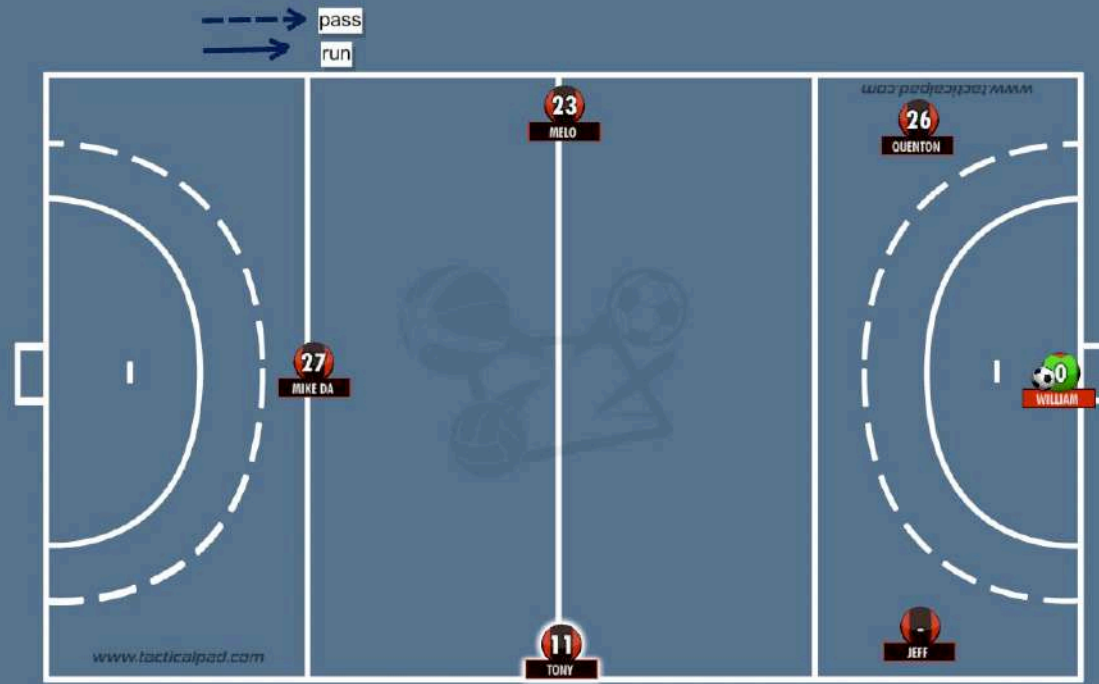 pass
run
www.tacticalpad.com
23
MELO
26
QUENTON
27
MIKE DA
0
WILLIAM
11
TONY
-
JEFF
www.tacticalpad.com